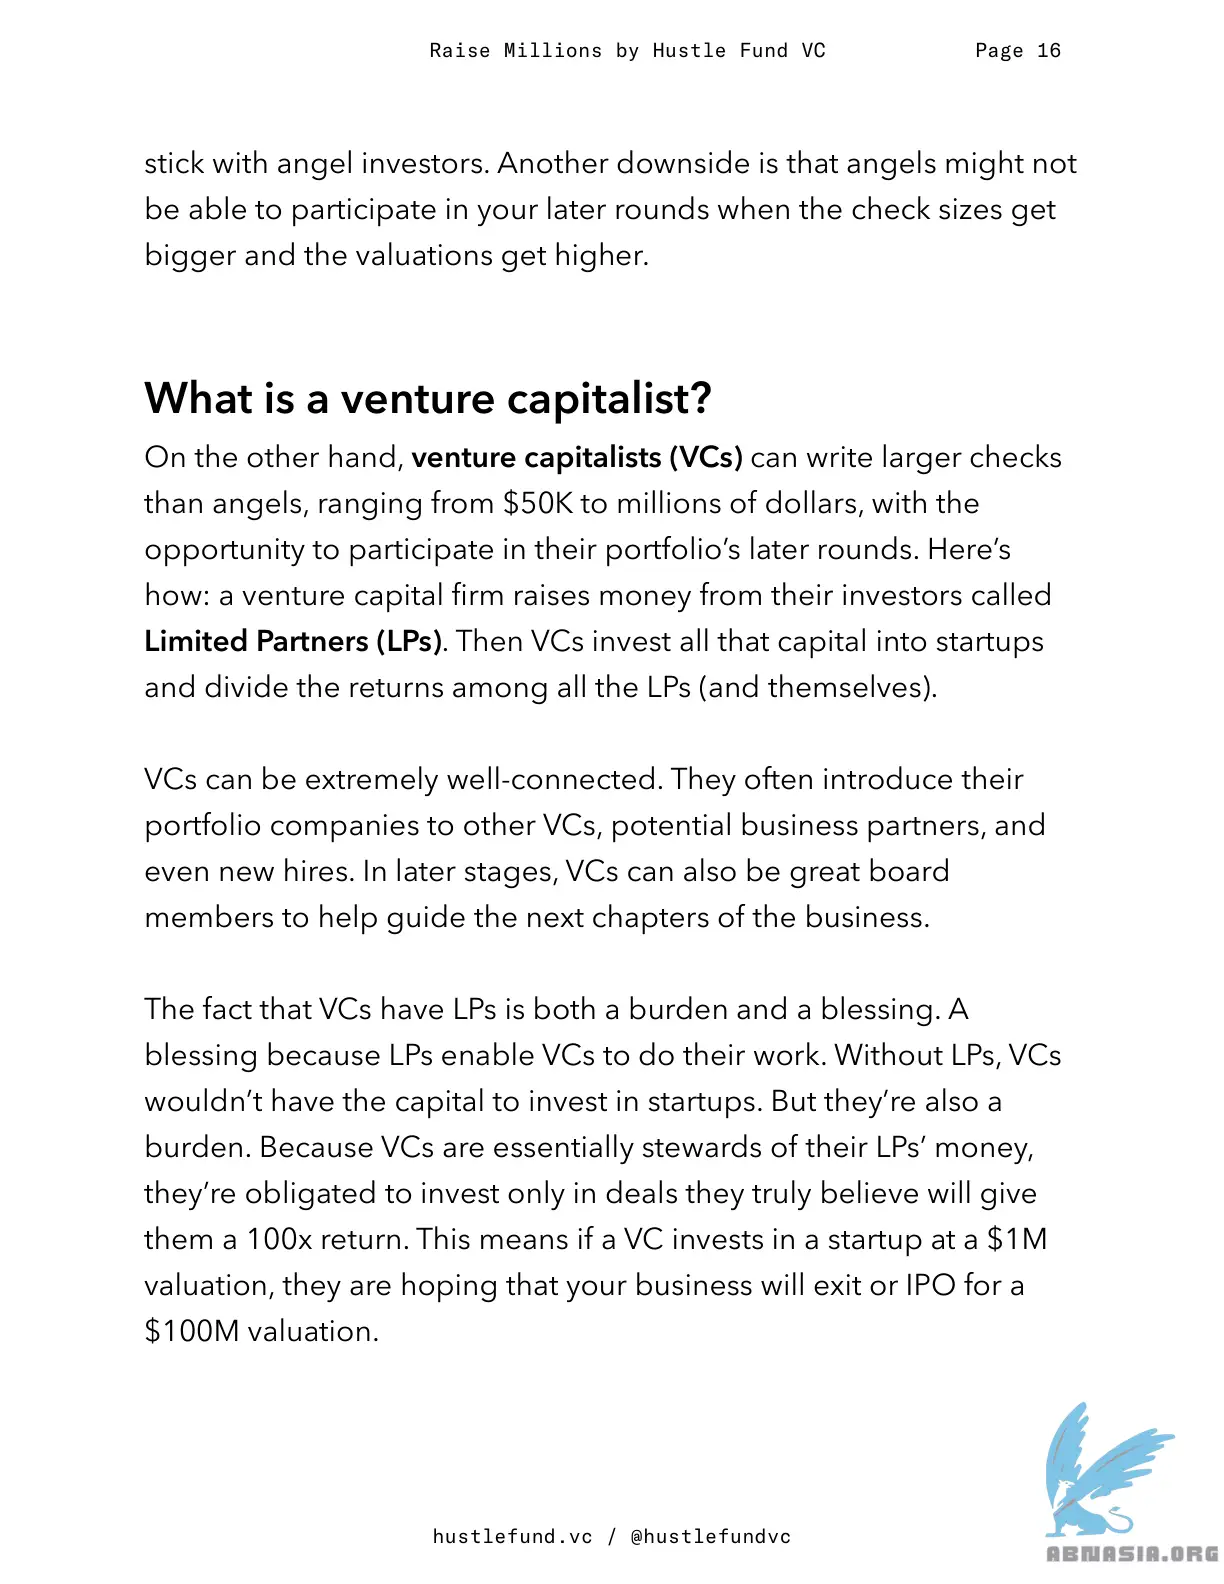 Raise Millions by Hustle Fund VC Page 16
stick with angel investors. Another downside is that angels might not
be able to participate in your later rounds when the check sizes get
bigger and the valuations get higher.
What is a venture capitalist?
On the other hand, venture capitalists (VCs) can write larger checks
than angels, ranging from $50K to millions of dollars, with the
opportunity to participate in their portfolio’s later rounds. Here’s
how: a venture capital firm raises money from their investors called
Limited Partners (LPs). Then VCs invest all that capital into startups
and divide the returns among all the LPs (and themselves).
VCs can be extremely well-connected. They often introduce their
portfolio companies to other VCs, potential business partners, and
even new hires. In later stages, VCs can also be great board
members to help guide the next chapters of the business.
The fact that VCs have LPs is both a burden and a blessing. A
blessing because LPs enable VCs to do their work. Without LPs, VCs
wouldn’t have the capital to invest in startups. But they’re also a
burden. Because VCs are essentially stewards of their LPs’ money,
they’re obligated to invest only in deals they truly believe will give
them a 100x return. This means if a VC invests in a startup at a $1M
valuation, they are hoping that your business will exit or IPO for a
$100M valuation.
hustlefund.vc / @hustlefundvc
ABNASIA.ORG